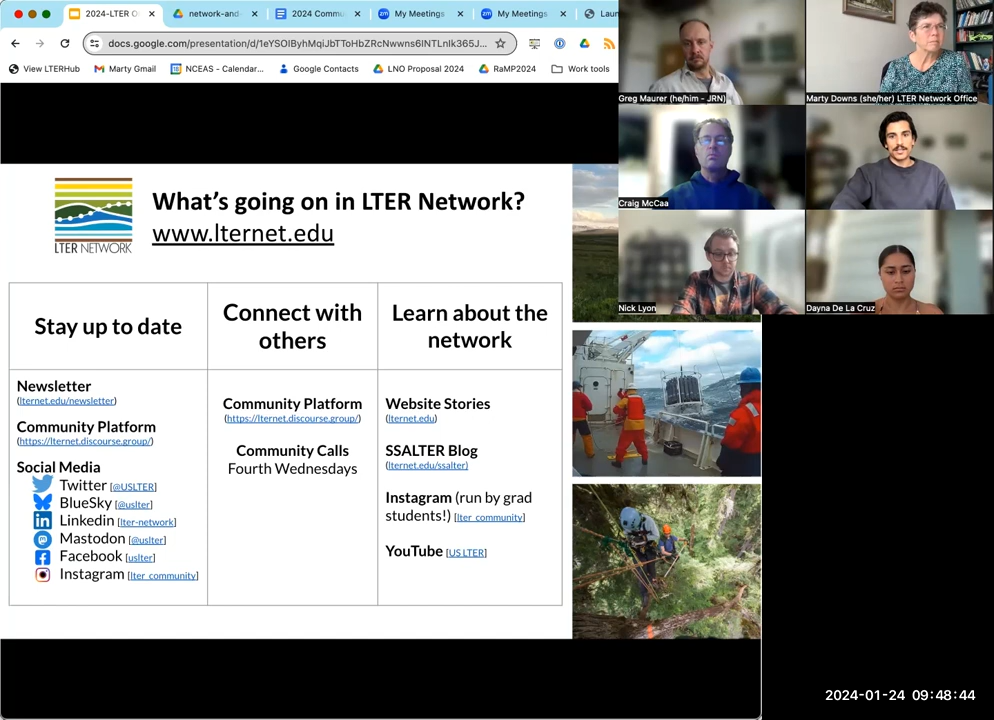 2024-LTER O
network-and-
2024 Commu
My Meetings
My Meetings
Laun
docs.google.com/presentation/d/1eYSOIByhMqiJbTToHbZRcNwwns6INTLnIk365J...
View LTERHub
Marty Gmail
NCEAS - Calendar...
Google Contacts
LNO Proposal 2024
RaMP2024
Work tools
Greg Maurer (he/him - JRN)
Marty Downs (she/her) LTER Network Office
Craig McCaa
Nick Lyon
Dayna De La Cruz
LTER NETWORK
What's going on in LTER Network?
www.lternet.edu
Stay up to date
Newsletter
(lternet.edu/newsletter)
Community Platform
(https://lternet.discourse.group/)
Social Media
Twitter [@USLTER]
BlueSky [@uslter]
Linkedin [lter-network]
Mastodon [@uslter]
Facebook [uslter]
Instagram [lter_community]
Connect with
others
Community Platform
(https://lternet.discourse.group/)
Community Calls
Fourth Wednesdays
Learn about the
network
Website Stories
(lternet.edu)
SSALTER Blog
(lternet.edu/ssalter)
Instagram (run by grad
students!) [lter_community]
YouTube [US LTER]
2024-01-24 09:48:44